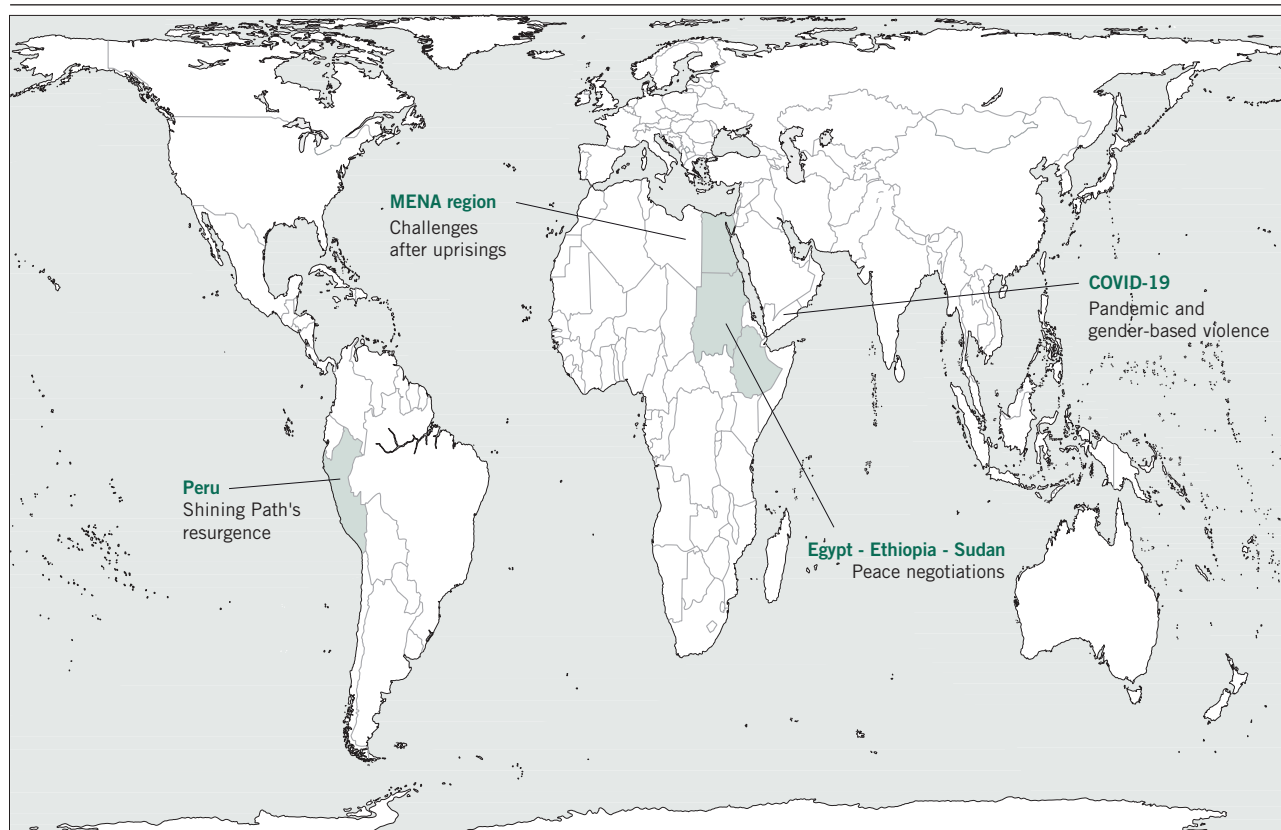 MENA region
Challenges
after uprisings
COVID-19
Pandemic and
gender-based violence
Peru
Shining Path's
resurgence
Egypt - Ethiopia - Sudan
Peace negotiations